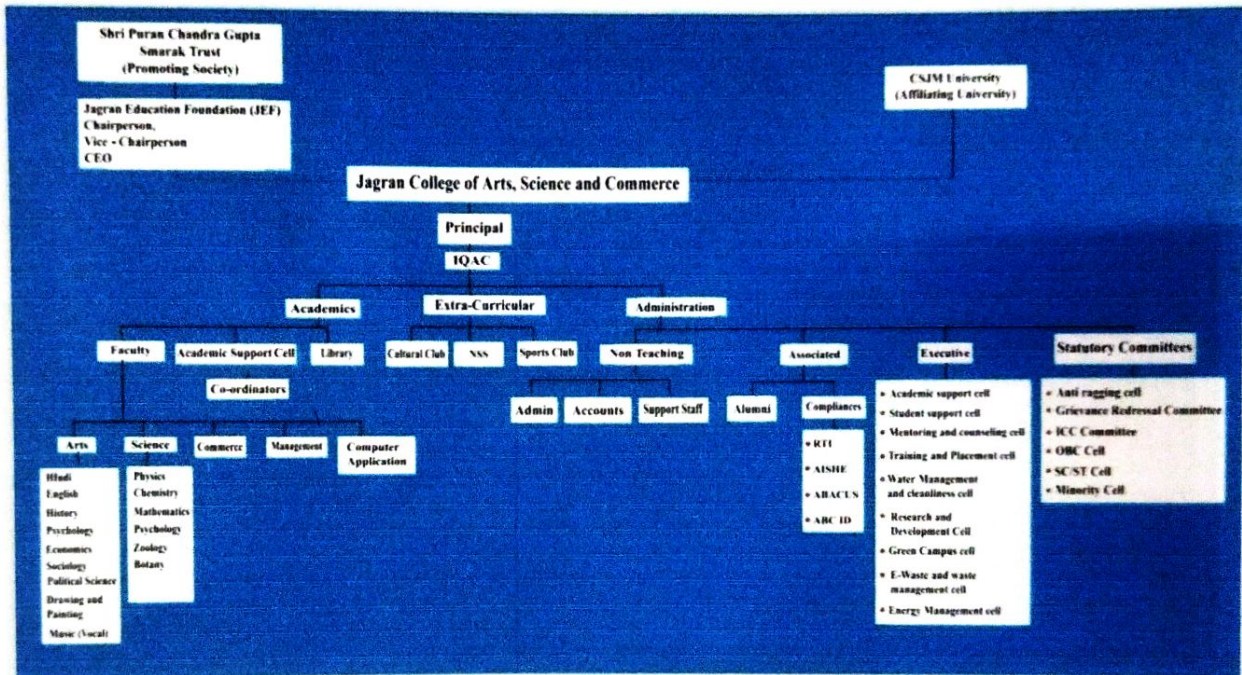 Shri Puran Chandra Gupta
Smarak Trust
(Promoting Society)
CSJM University
(Affiliating University)
Jagran Education Foundation (JEF)
Chairperson,
Vice - Chairperson
CEO
Jagran College of Arts, Science and Commerce
Principal
IQAC
Academics
Extra-Curricular
Administration
Faculty
Academic Support Cell
Library
Cultural Club
NSS
Sports Club
Non Teaching
Associated
Executive
Statutory Committees
Co-ordinators
Arts
Science
Commerce
Management
Computer
Application
Hindi
English
History
Psychology
Economics
Sociology
Political Science
Drawing and
Painting
Music (Vocal)
Physics
Chemistry
Mathematics
Psychology
Zoology
Botany
Admin
Accounts
Support Staff
Alumni
Compliances
• RTI
• AISHE
• ABACUS
• ABC ID
• Academic support cell
• Student support cell
• Mentoring and counseling cell
• Training and Placement cell
• Water Management
and cleanliness cell
• Research and
Development Cell
• Green Campus cell
• E-Waste and waste
management cell
• Energy Management cell
• Anti ragging cell
• Grievance Redressal Committee
• ICC Committee
• OBC Cell
• SC/ST Cell
• Minority Cell